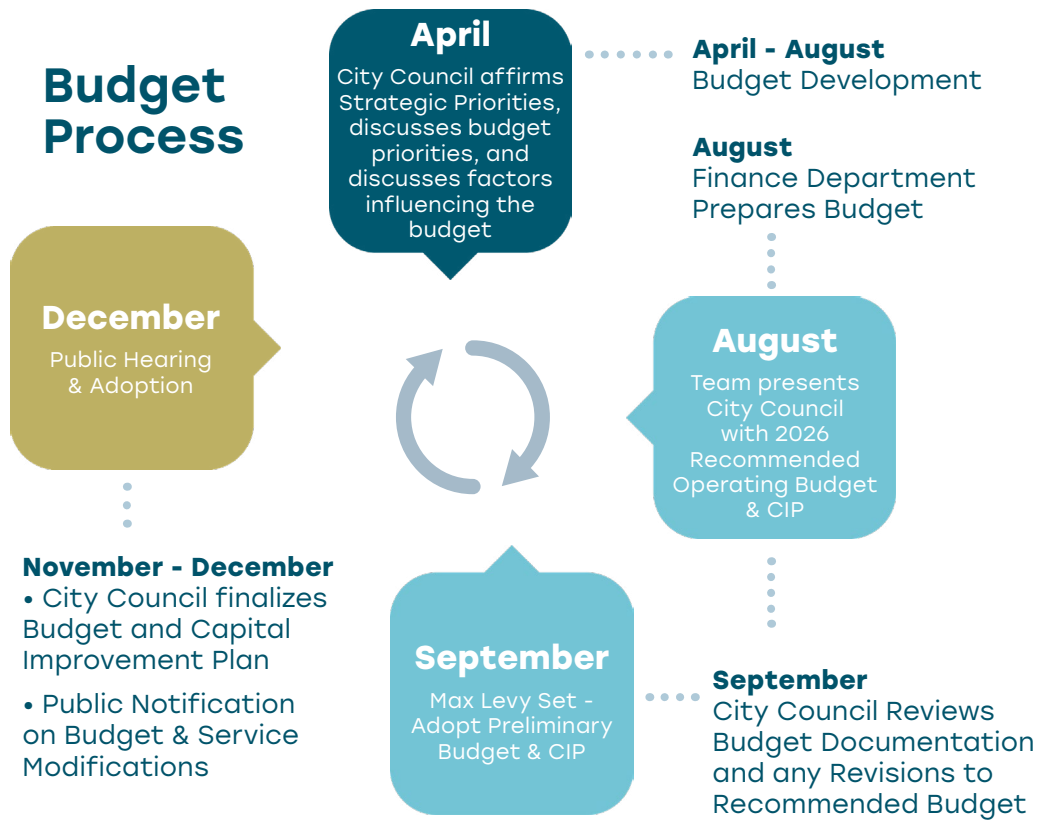 Budget
Process
April
City Council affirms
Strategic Priorities,
discusses budget
priorities, and
discusses factors
influencing the
budget
April - August
Budget Development
August
Finance Department
Prepares Budget
August
Team presents
City Council
with 2026
Recommended
Operating Budget
& CIP
September
City Council Reviews
Budget Documentation
and any Revisions to
Recommended Budget
September
Max Levy Set -
Adopt Preliminary
Budget & CIP
November - December
• City Council finalizes
Budget and Capital
Improvement Plan
• Public Notification
on Budget & Service
Modifications
December
Public Hearing
& Adoption